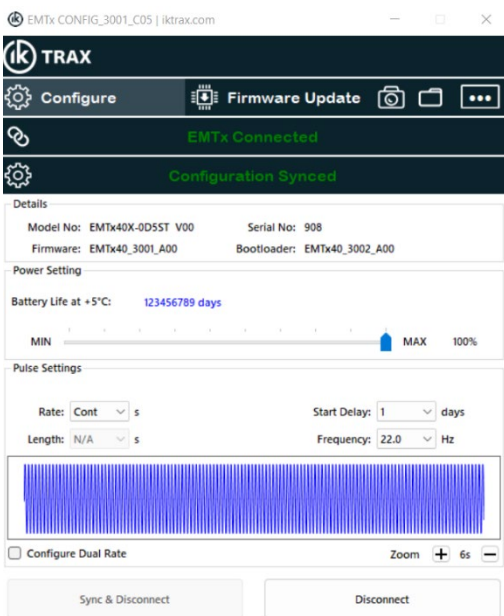 EMTx CONFIG_3001_C05 | iktrax.com
ik TRAX
Configure Firmware Update
EMTx Connected
Configuration Synced
Details
Model No: EMTx40X-0D5ST V00 Serial No: 908
Firmware: EMTx40_3001_A00 Bootloader: EMTx40_3002_A00
Power Setting
Battery Life at +5°C: 123456789 days
MIN MAX 100%
Pulse Settings
Rate: Cont s Start Delay: 1 days
Length: N/A s Frequency: 22.0 Hz
Configure Dual Rate Zoom + 6s −
Sync & Disconnect Disconnect